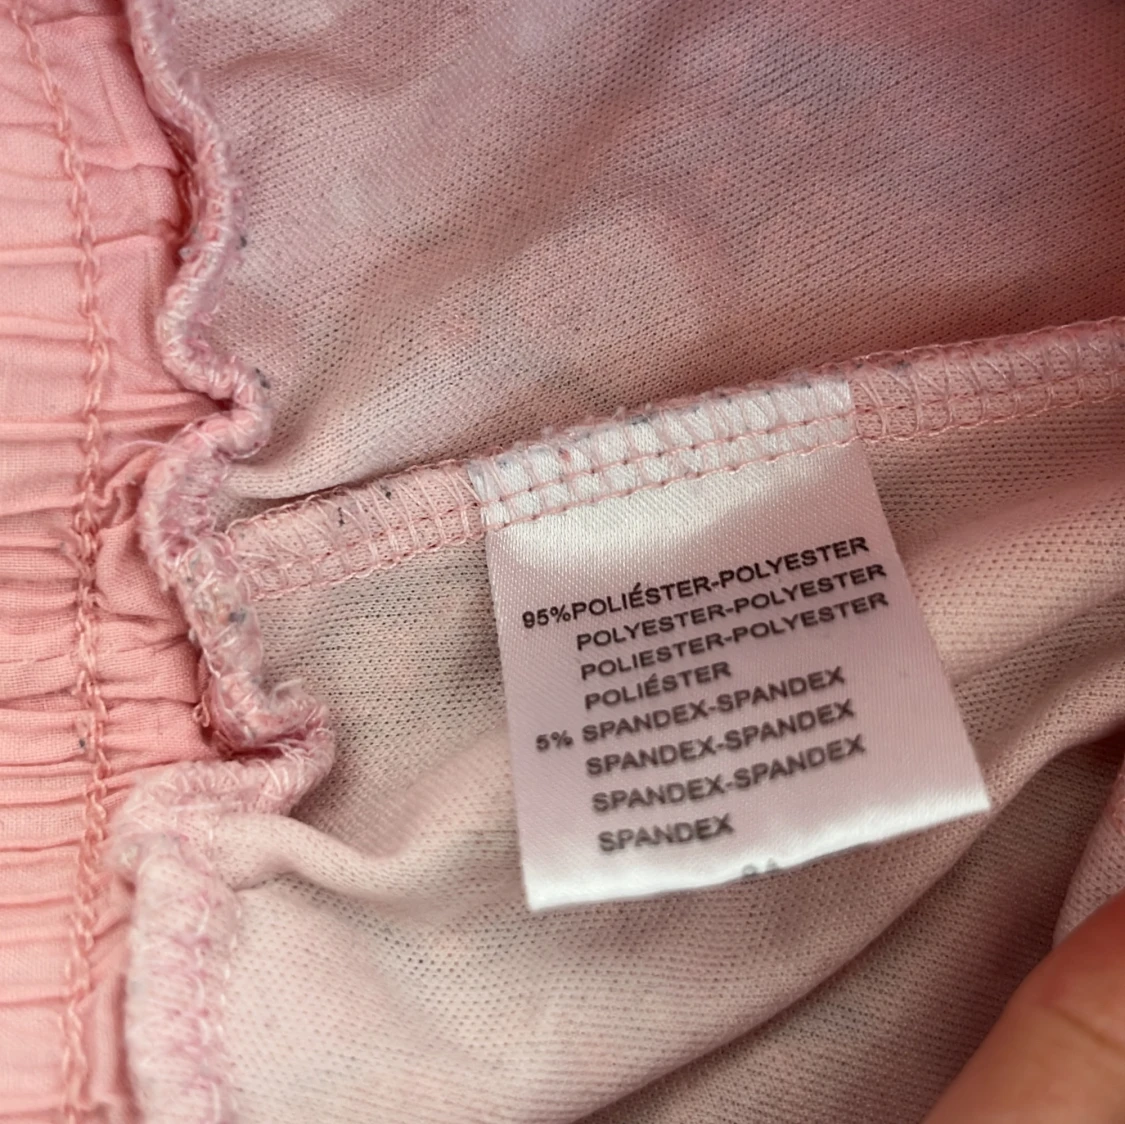 95%POLIÉSTER-POLYESTER
POLYESTER-POLYESTER
POLIESTER-POLYESTER
POLIÉSTER
5% SPANDEX-SPANDEX
SPANDEX-SPANDEX
SPANDEX-SPANDEX
SPANDEX